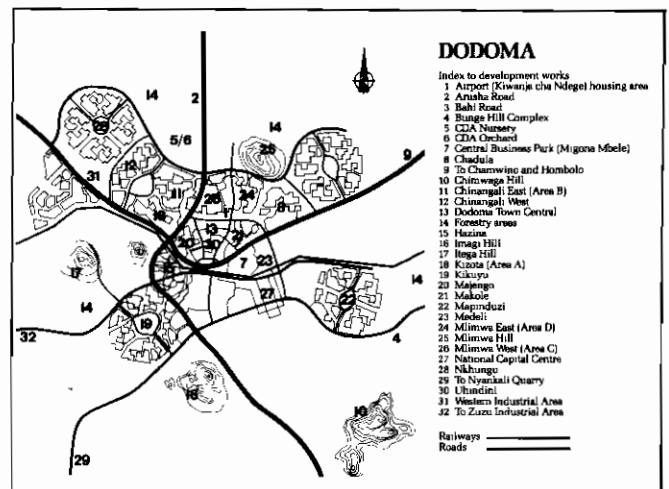 14
2
14
28
5/6
25
9
12
31
11
26
24
8
13
20
30
7
23
17
14
14
27
22
19
32
4
18
10
29
DODOMA
Index to development works
1 Airport (Kiwanja cha Ndege) housing area
2 Arusha Road
3 Bahi Road
4 Bunge Hill Complex
5 CDA Nursery
6 CDA Orchard
7 Central Business Park (Migona Mbele)
8 Chadula
9 To Chamwino and Hombolo
10 Chimwaga Hill
11 Chinangali East (Area B)
12 Chinangali West
13 Dodoma Town Central
14 Forestry areas
15 Hazina
16 Imagi Hill
17 Itega Hill
18 Kizota (Area A)
19 Kikuyu
20 Majengo
21 Makole
22 Mapinduzi
23 Medeli
24 Mlimwa East (Area D)
25 Mlimwa Hill
26 Mlimwa West (Area C)
27 National Capital Centre
28 Nkhungu
29 To Nyankali Quarry
30 Uhindini
31 Western Industrial Area
32 To Zuzu Industrial Area
Railways
Roads